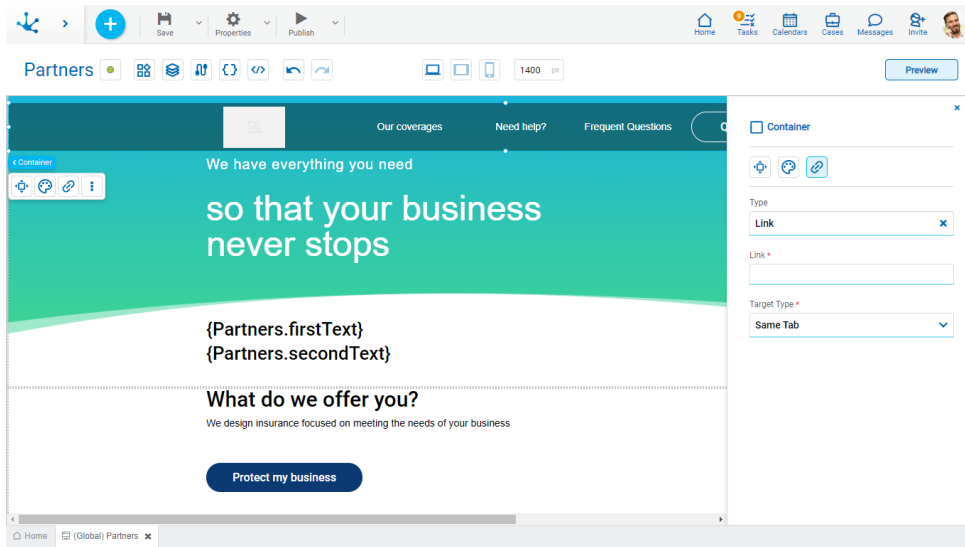 Save
Properties
Publish
Home
9
Tasks
Calendars
Cases
Messages
Invite
Partners
1400 px
Preview
Our coverages
Need help?
Frequent Questions
Container
‹ Container
We have everything you need
so that your business
never stops
Type
Link
Link *
Target Type *
Same Tab
{Partners.firstText}
{Partners.secondText}
What do we offer you?
We design insurance focused on meeting the needs of your business
Protect my business
Home
(Global) Partners